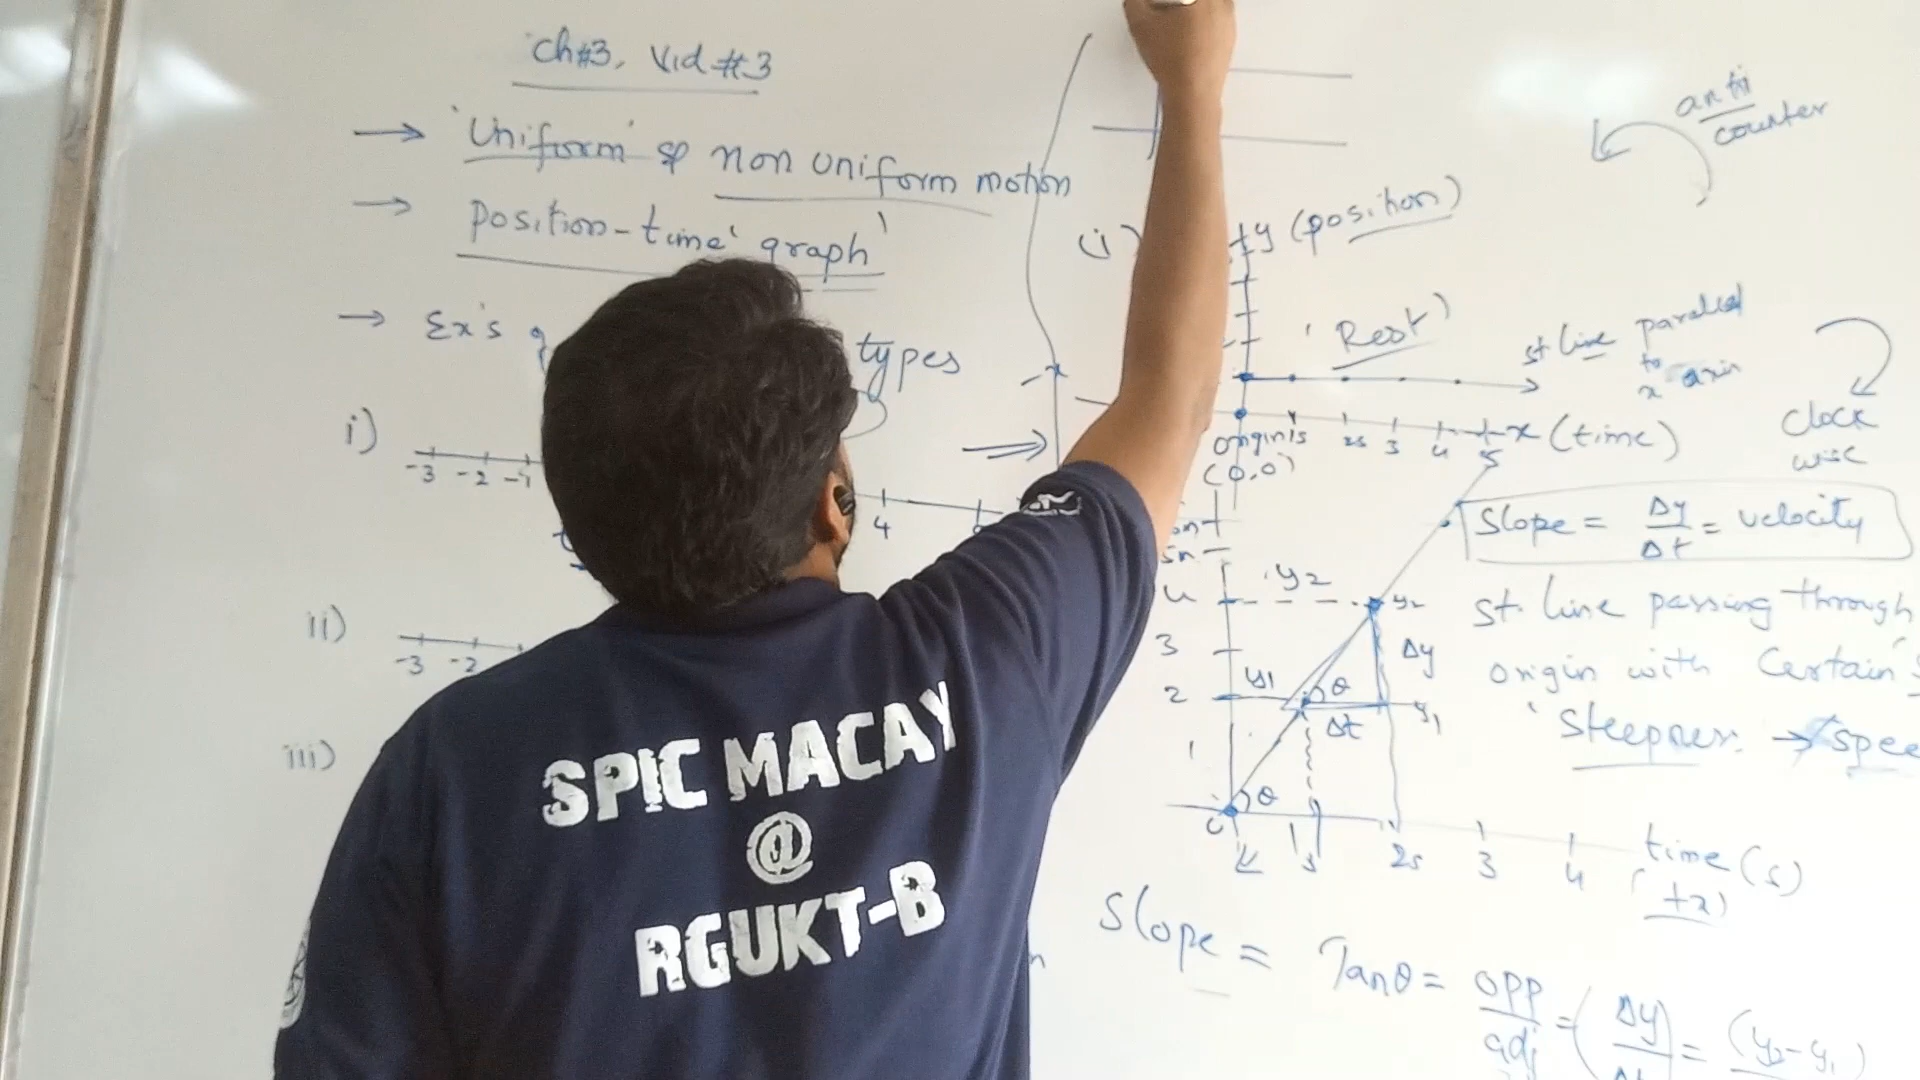 ch#3, Vid #3
→ 'Uniform' & non uniform motion
→ position-time 'graph'
→ Ex's types
i)
-3 -2 -1 4
ii)
-3 -2
iii)
SPIC MACAY
@
RGUKT-B
anti
counter
(i)
+y (position)
'Rest'
st line parallel
to
x axis
origin 1s 2s 3 4 5
+x (time)
(0,0)
clock
wise
Slope = Δy/Δt = velocity
5m
4 y2 y2
3 Δy
2 y1 θ y1
Δt
1
θ
st. line passing through
origin with certain
'steepness → spee
0 1s 2s 3 4
time (s)
(+x)
Slope = Tanθ = opp/adj = (Δy/Δt) = (y2-y1)